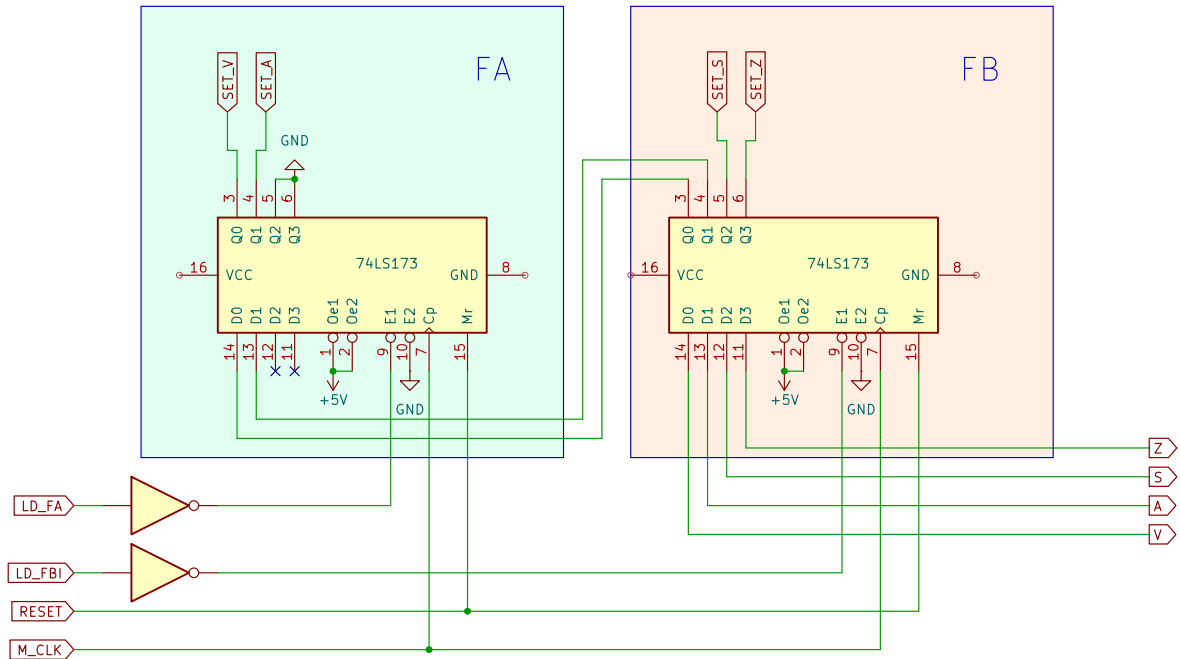 FA
FB
SET_V
SET_A
SET_S
SET_Z
GND
3
4
5
6
3
4
5
6
Q0
Q1
Q2
Q3
Q0
Q1
Q2
Q3
16
VCC
74LS173
GND
8
16
VCC
74LS173
GND
8
D0
D1
D2
D3
Oe1
Oe2
E1
E2
Cp
Mr
D0
D1
D2
D3
Oe1
Oe2
E1
E2
Cp
Mr
14
13
12
11
1
2
9
10
7
15
14
13
12
11
1
2
9
10
7
15
+5V
GND
+5V
GND
Z
S
LD_FA
A
V
LD_FBI
RESET
M_CLK